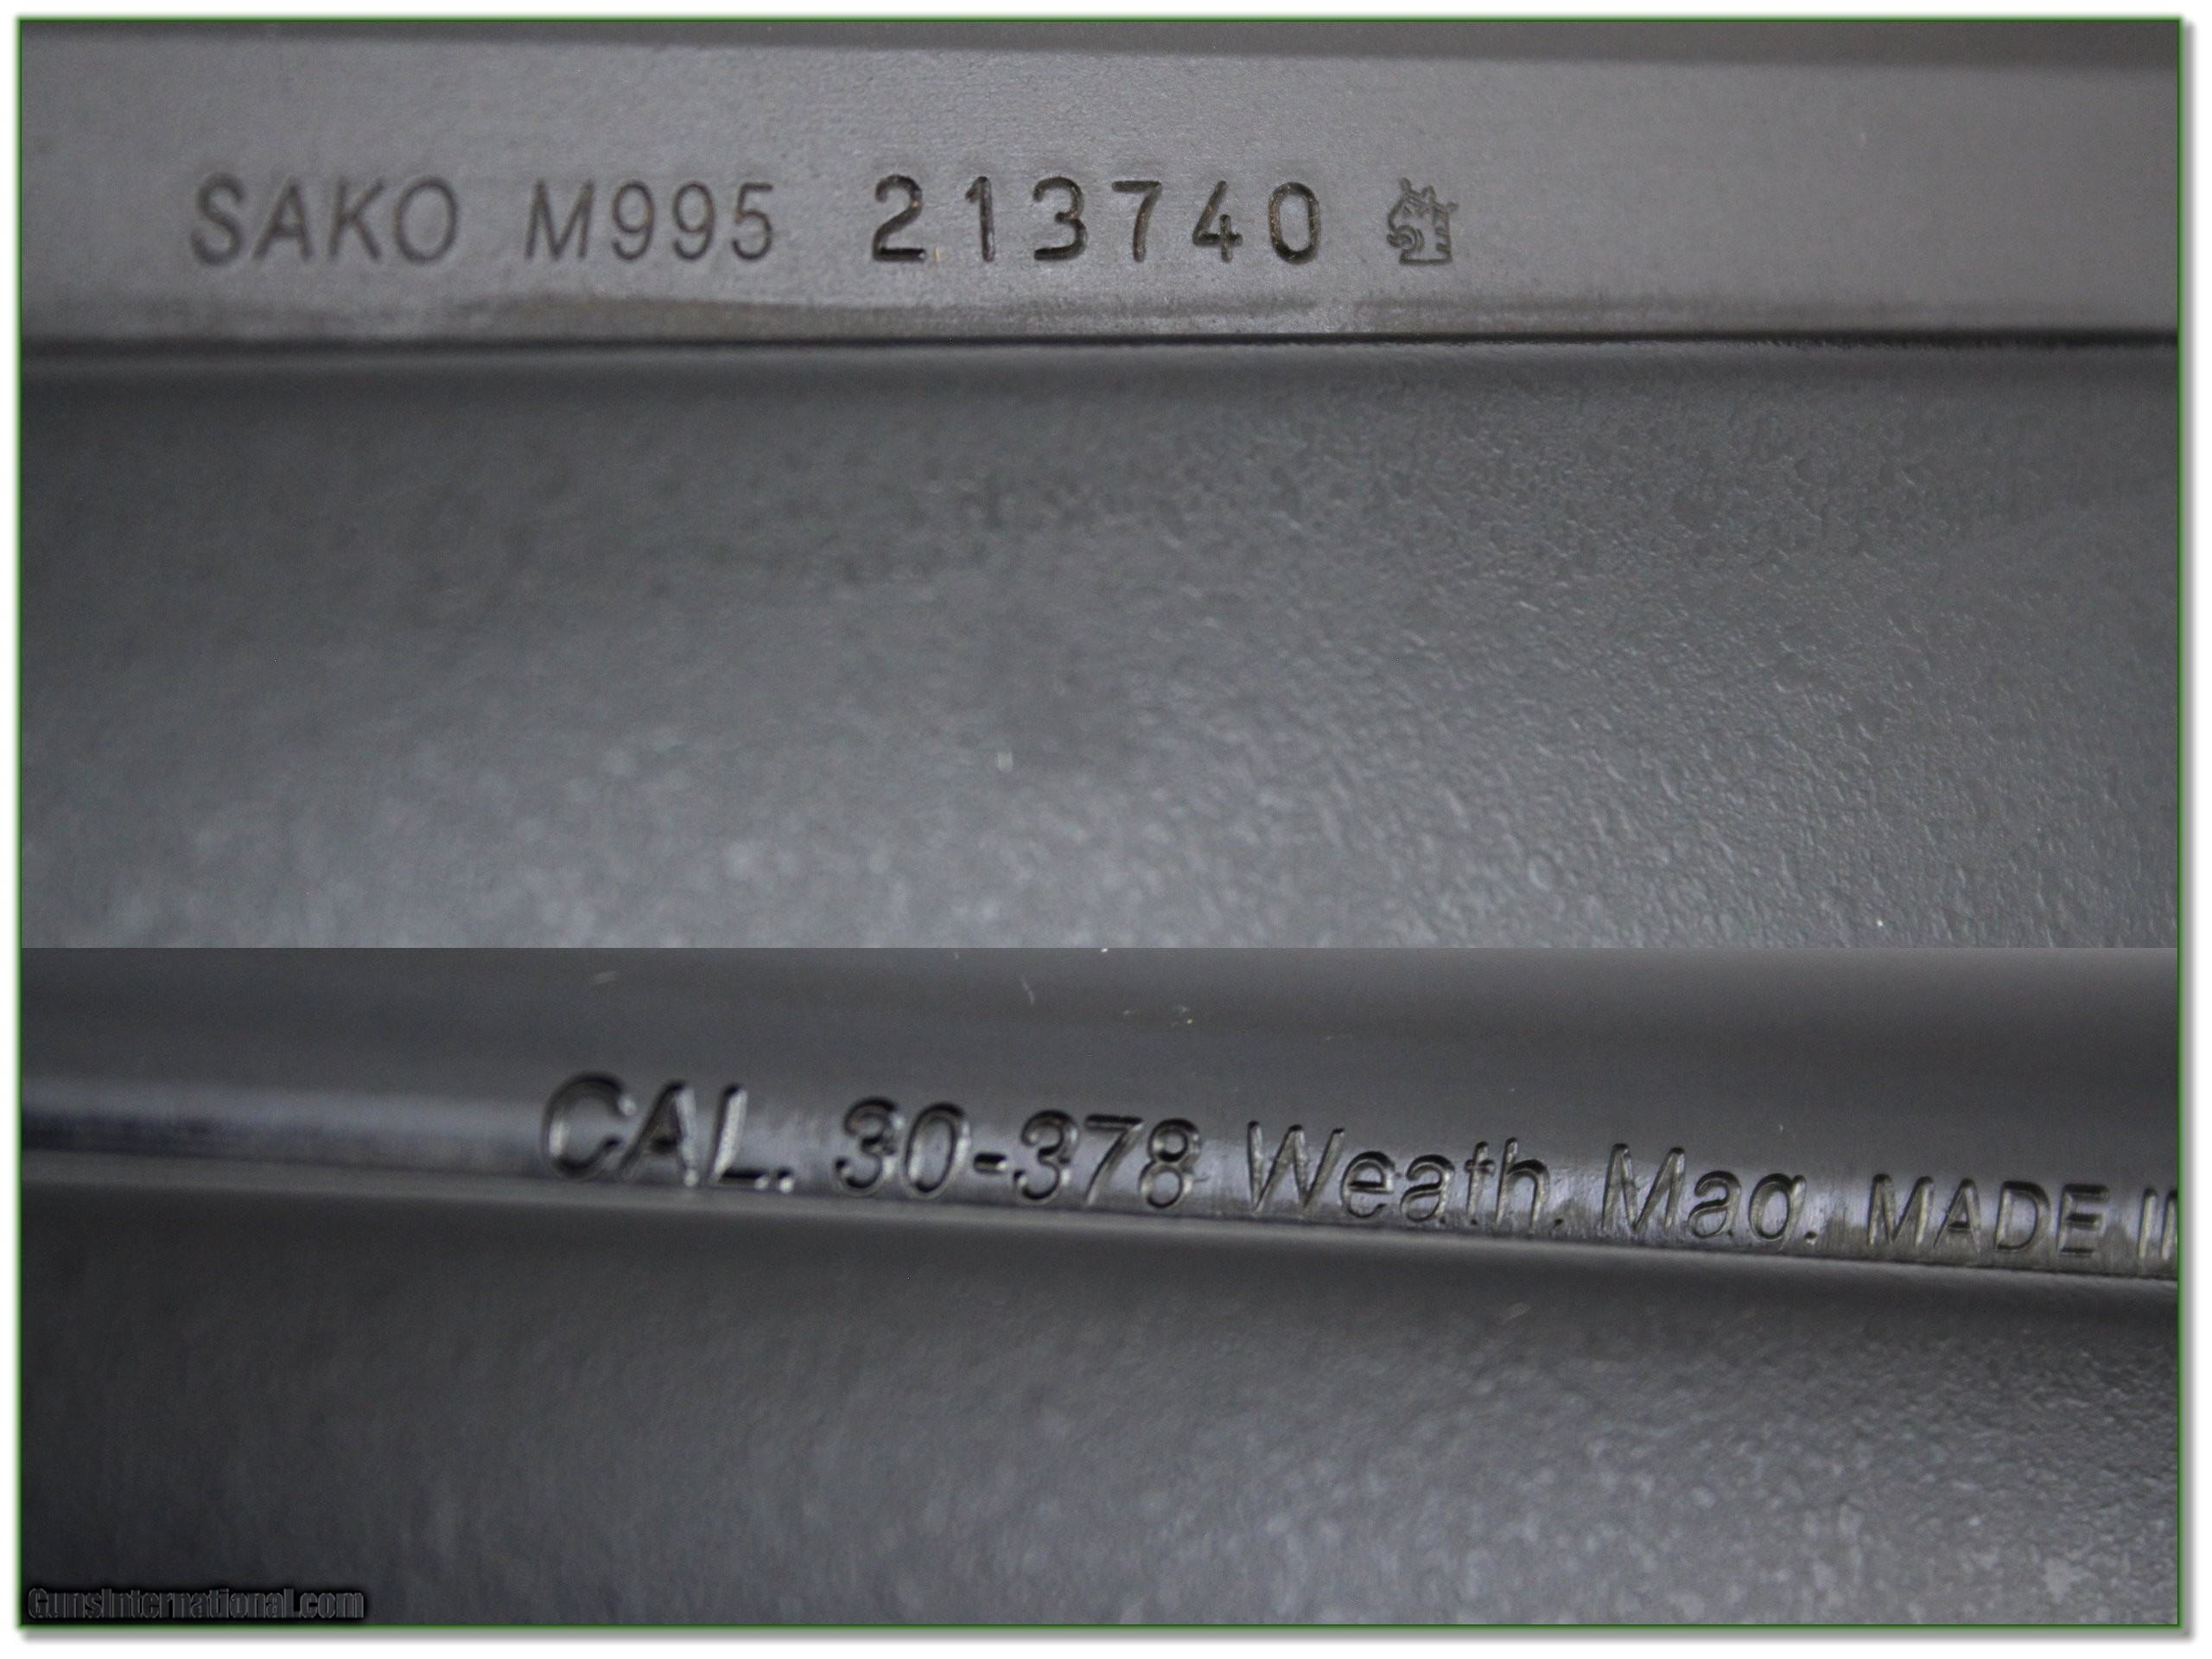 SAKO M995 213740
CAL. 30-378 Weath. Mag. MADE I
GunsInternational.com